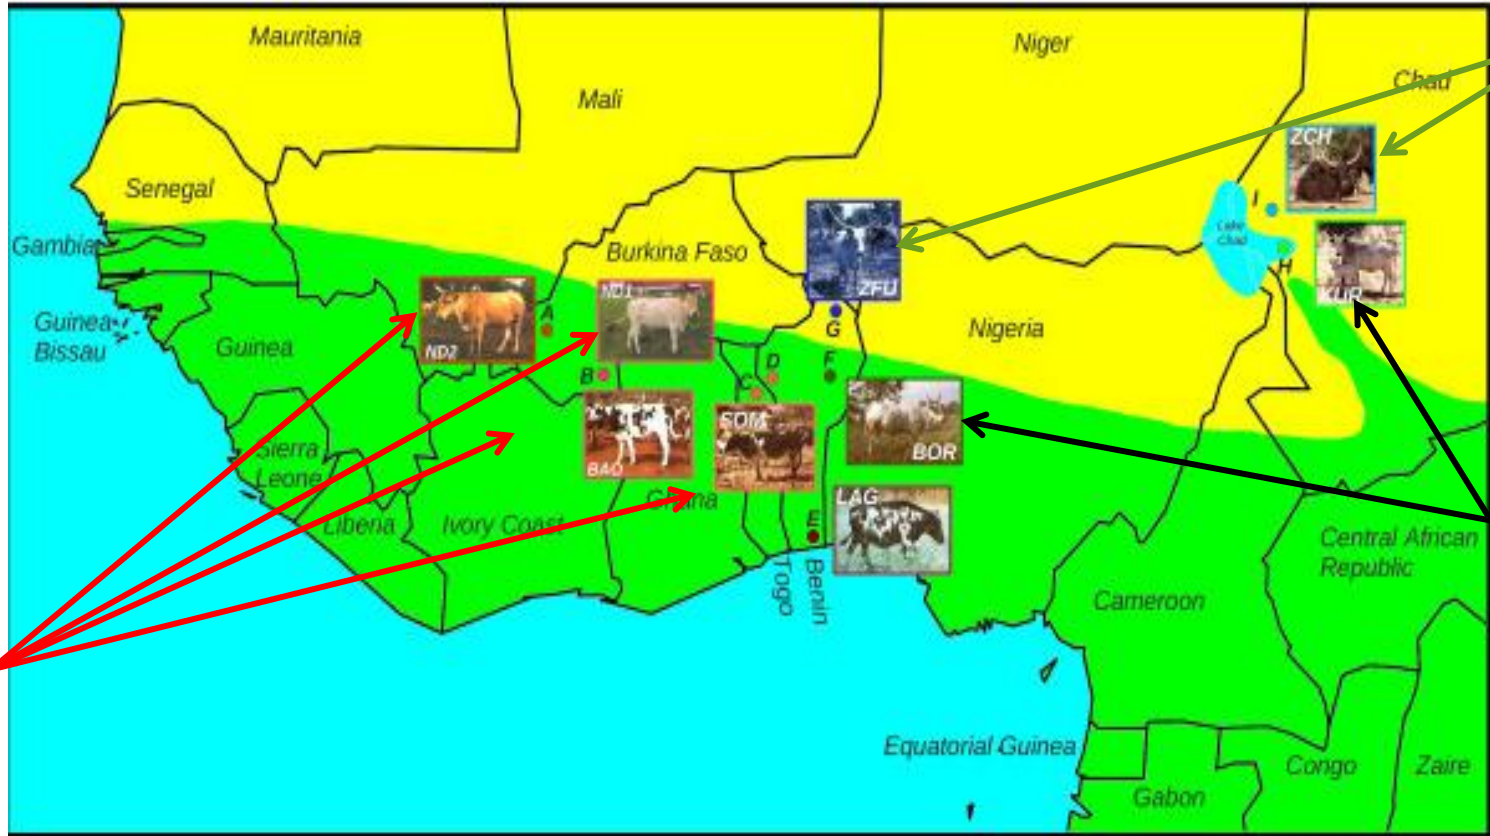 Mauritania
Niger
Chad
Mali
ZCH
Senegal
I
Lake
Chad
Gambia
Burkina Faso
H
ZFU
KUR
ND1
A
G
Guinea
Bissau
Guinea
Nigeria
ND2
B
D
F
C
SOM
BOR
BAO
Sierra
Leone
LAG
Ghana
Liberia
Ivory Coast
E
Central African
Republic
Togo
Benin
Cameroon
Equatorial Guinea
Congo
Zaire
Gabon